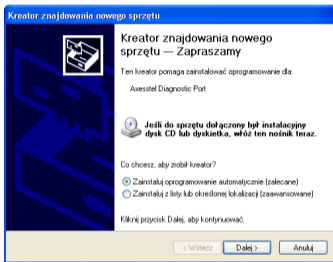 Kreator znajdowania nowego sprzętu
Kreator znajdowania nowego
sprzętu — Zapraszamy
Ten kreator pomaga zainstalować oprogramowanie dla:
Axesstel Diagnostic Port
Jeśli do sprzętu dołączony był instalacyjny
dysk CD lub dyskietka, włóż ten nośnik teraz.
Co chcesz, aby zrobił kreator?
Zainstaluj oprogramowanie automatycznie (zalecane)
Zainstaluj z listy lub określonej lokalizacji (zaawansowane)
Kliknij przycisk Dalej, aby kontynuować.
< Wstecz
Dalej >
Anuluj